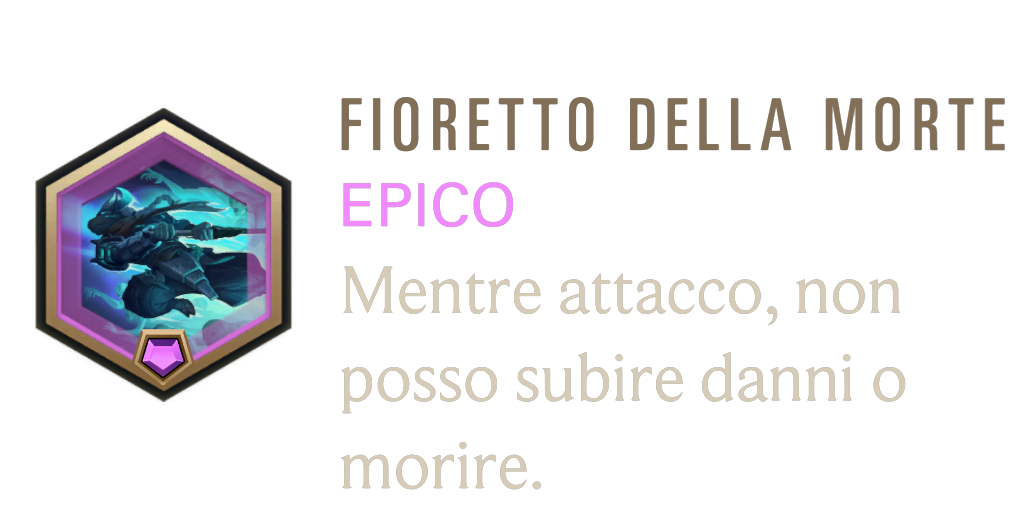 FIORETTO DELLA MORTE
EPICO
Mentre attacco, non
posso subire danni o
morire.